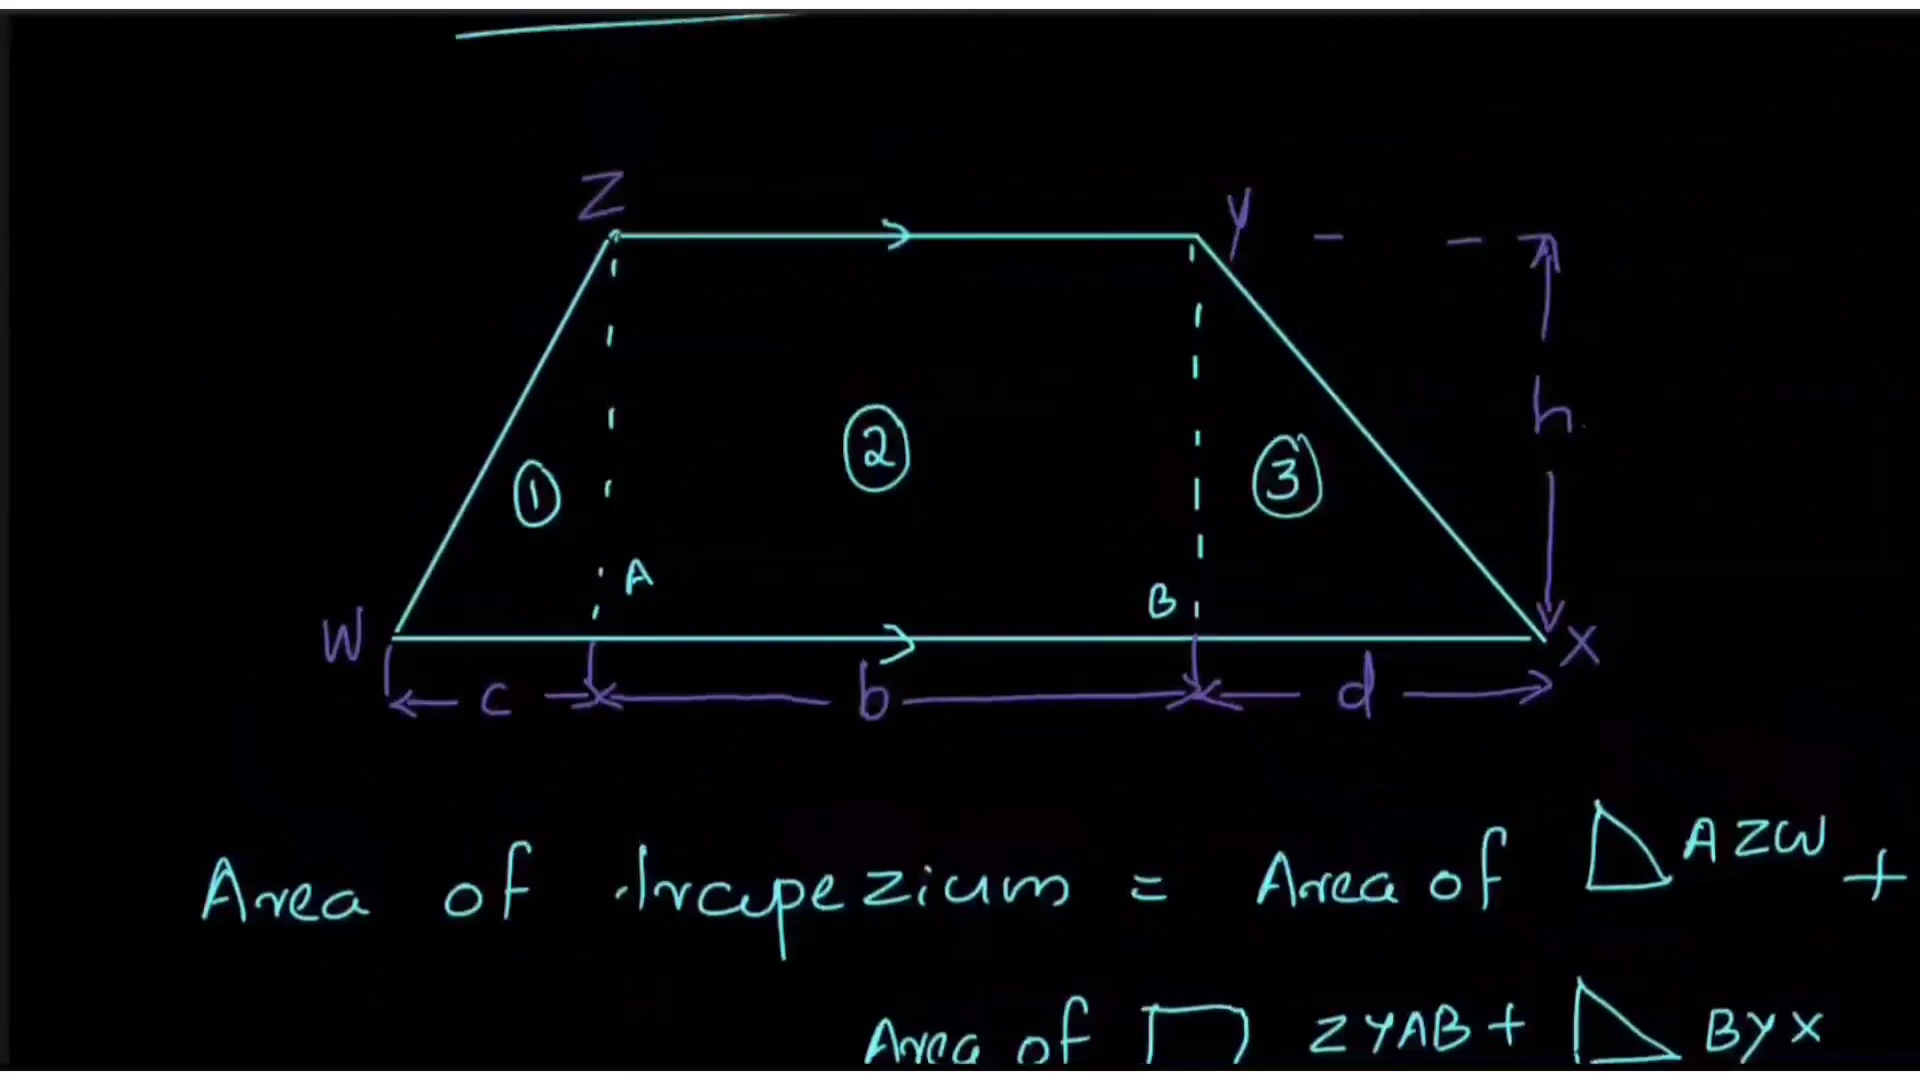 Z Y
h
① ② ③
A B
W X
c b d
Area of trapezium = Area of △ AZW +
Area of ▭ ZYAB + △ BYX